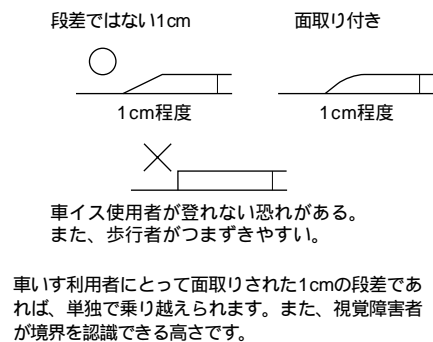 段差ではない1cm
面取り付き
1cm程度
1cm程度
車イス使用者が登れない恐れがある。
また、歩行者がつまずきやすい。
車いす利用者にとって面取りされた1cmの段差であ
れば、単独で乗り越えられます。また、視覚障害者
が境界を認識できる高さです。